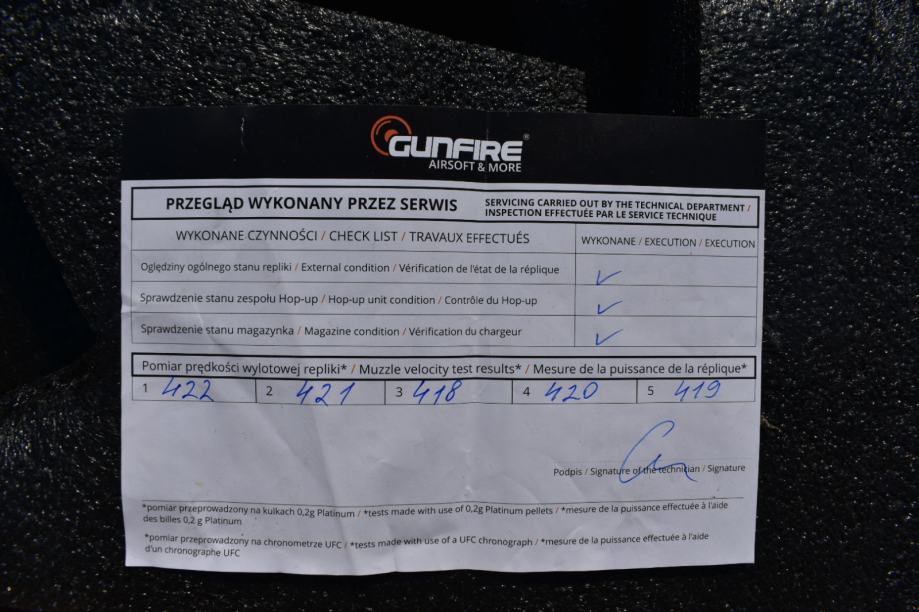 GUNFIRE®
AIRSOFT & MORE
PRZEGLĄD WYKONANY PRZEZ SERWIS
SERVICING CARRIED OUT BY THE TECHNICAL DEPARTMENT /
INSPECTION EFFECTUÉE PAR LE SERVICE TECHNIQUE
WYKONANE CZYNNOŚCI / CHECK LIST / TRAVAUX EFFECTUÉS
WYKONANE / EXECUTION / EXECUTION
Oględziny ogólnego stanu repliki / External condition / Vérification de l'état de la réplique
Sprawdzenie stanu zespołu Hop-up / Hop-up unit condition / Contrôle du Hop-up
Sprawdzenie stanu magazynka / Magazine condition / Vérification du chargeur
Pomiar prędkości wylotowej repliki* / Muzzle velocity test results* / Mesure de la puissance de la réplique*
1 422 2 421 3 418 4 420 5 419
Podpis / Signature of the technician / Signature
*pomiar przeprowadzony na kulkach 0,2g Platinum / *tests made with use of 0,2g Platinum pellets / *mesure de la puissance effectuée à l'aide
des billes 0,2 g Platinum
*pomiar przeprowadzony na chronometrze UFC / *tests made with use of a UFC chronograph / *mesure de la puissance effectuée à l'aide
d'un chronographe UFC